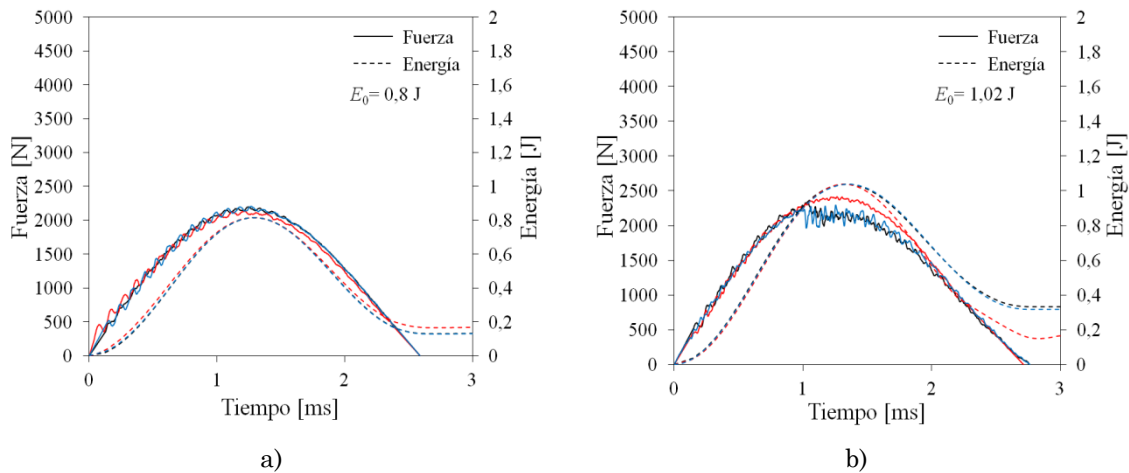 5000
4500
4000
3500
3000
2500
2000
1500
1000
500
0
Fuerza [N]
2
1,8
1,6
1,4
1,2
1
0,8
0,6
0,4
0,2
0
Energía [J]
Fuerza
Energía
E0= 0,8 J
0 1 2 3
Tiempo [ms]
a)
5000
4500
4000
3500
3000
2500
2000
1500
1000
500
0
Fuerza [N]
2
1,8
1,6
1,4
1,2
1
0,8
0,6
0,4
0,2
0
Energía [J]
Fuerza
Energía
E0= 1,02 J
0 1 2 3
Tiempo [ms]
b)